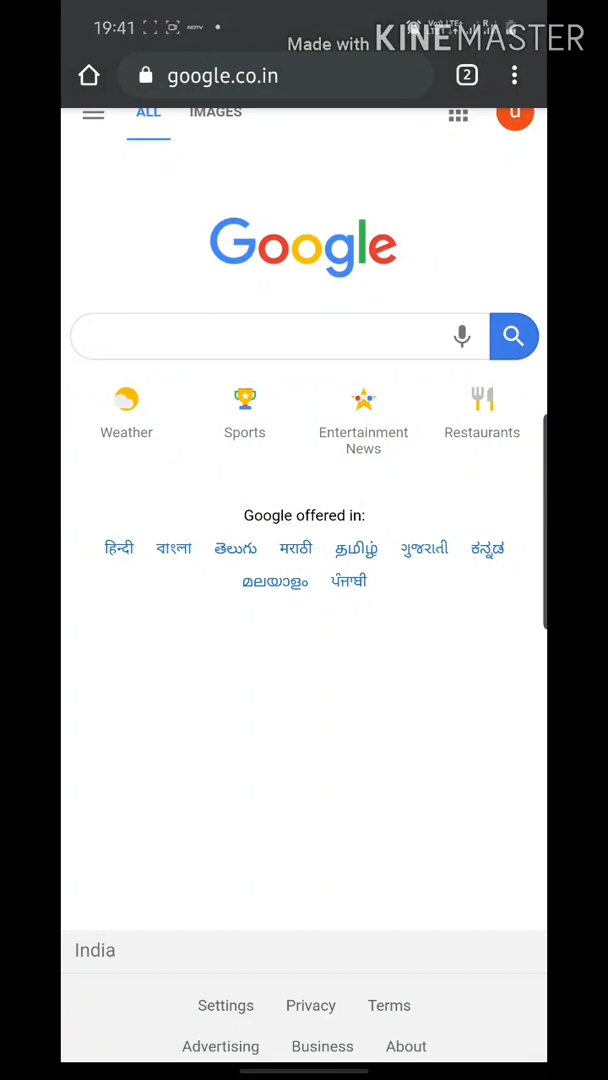 19:41
Made with KINEMASTER
google.co.in
2
ALL IMAGES
u
Google
Weather Sports Entertainment News Restaurants
Google offered in:
हिन्दी বাংলা తెలుగు मराठी தமிழ் ગુજરાતી ಕನ್ನಡ
മലയാളം ਪੰਜਾਬੀ
India
Settings Privacy Terms
Advertising Business About